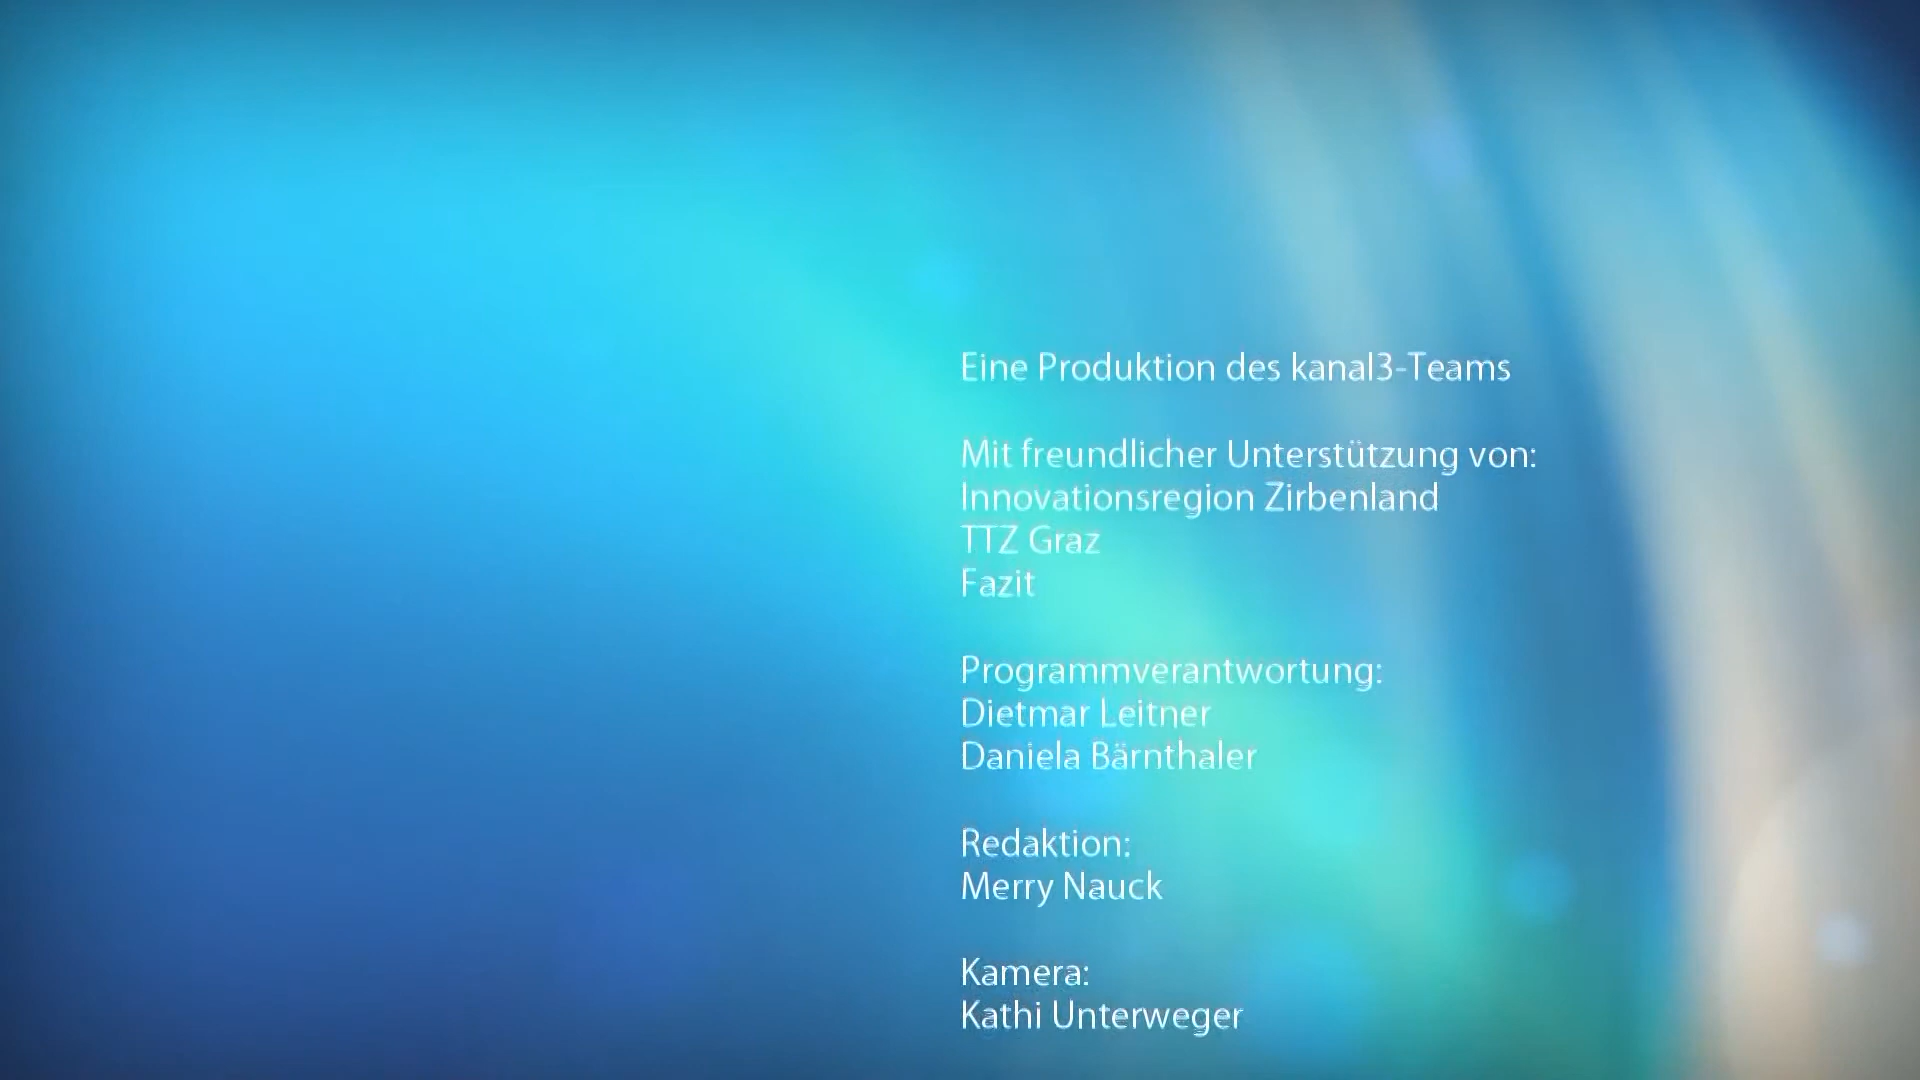 Eine Produktion des kanal3-Teams
Mit freundlicher Unterstützung von:
Innovationsregion Zirbenland
TTZ Graz
Fazit
Programmverantwortung:
Dietmar Leitner
Daniela Bärnthaler
Redaktion:
Merry Nauck
Kamera:
Kathi Unterweger